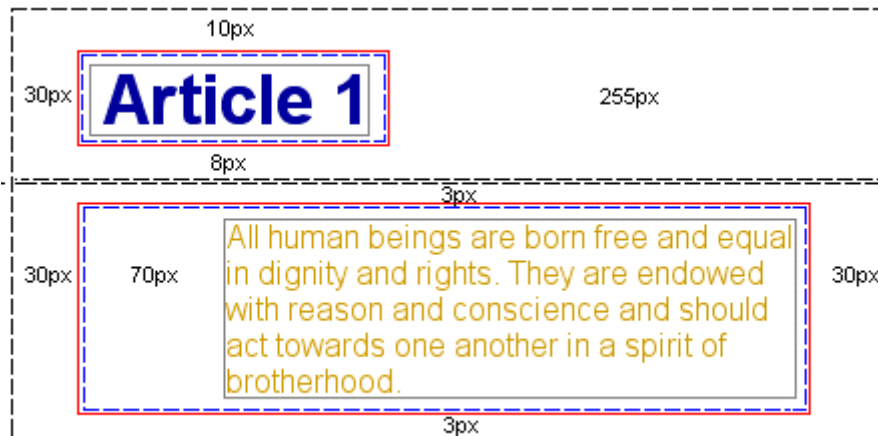 10px
30px
Article 1
255px
8px
3px
30px
70px
All human beings are born free and equal
in dignity and rights. They are endowed
with reason and conscience and should
act towards one another in a spirit of
brotherhood.
30px
3px